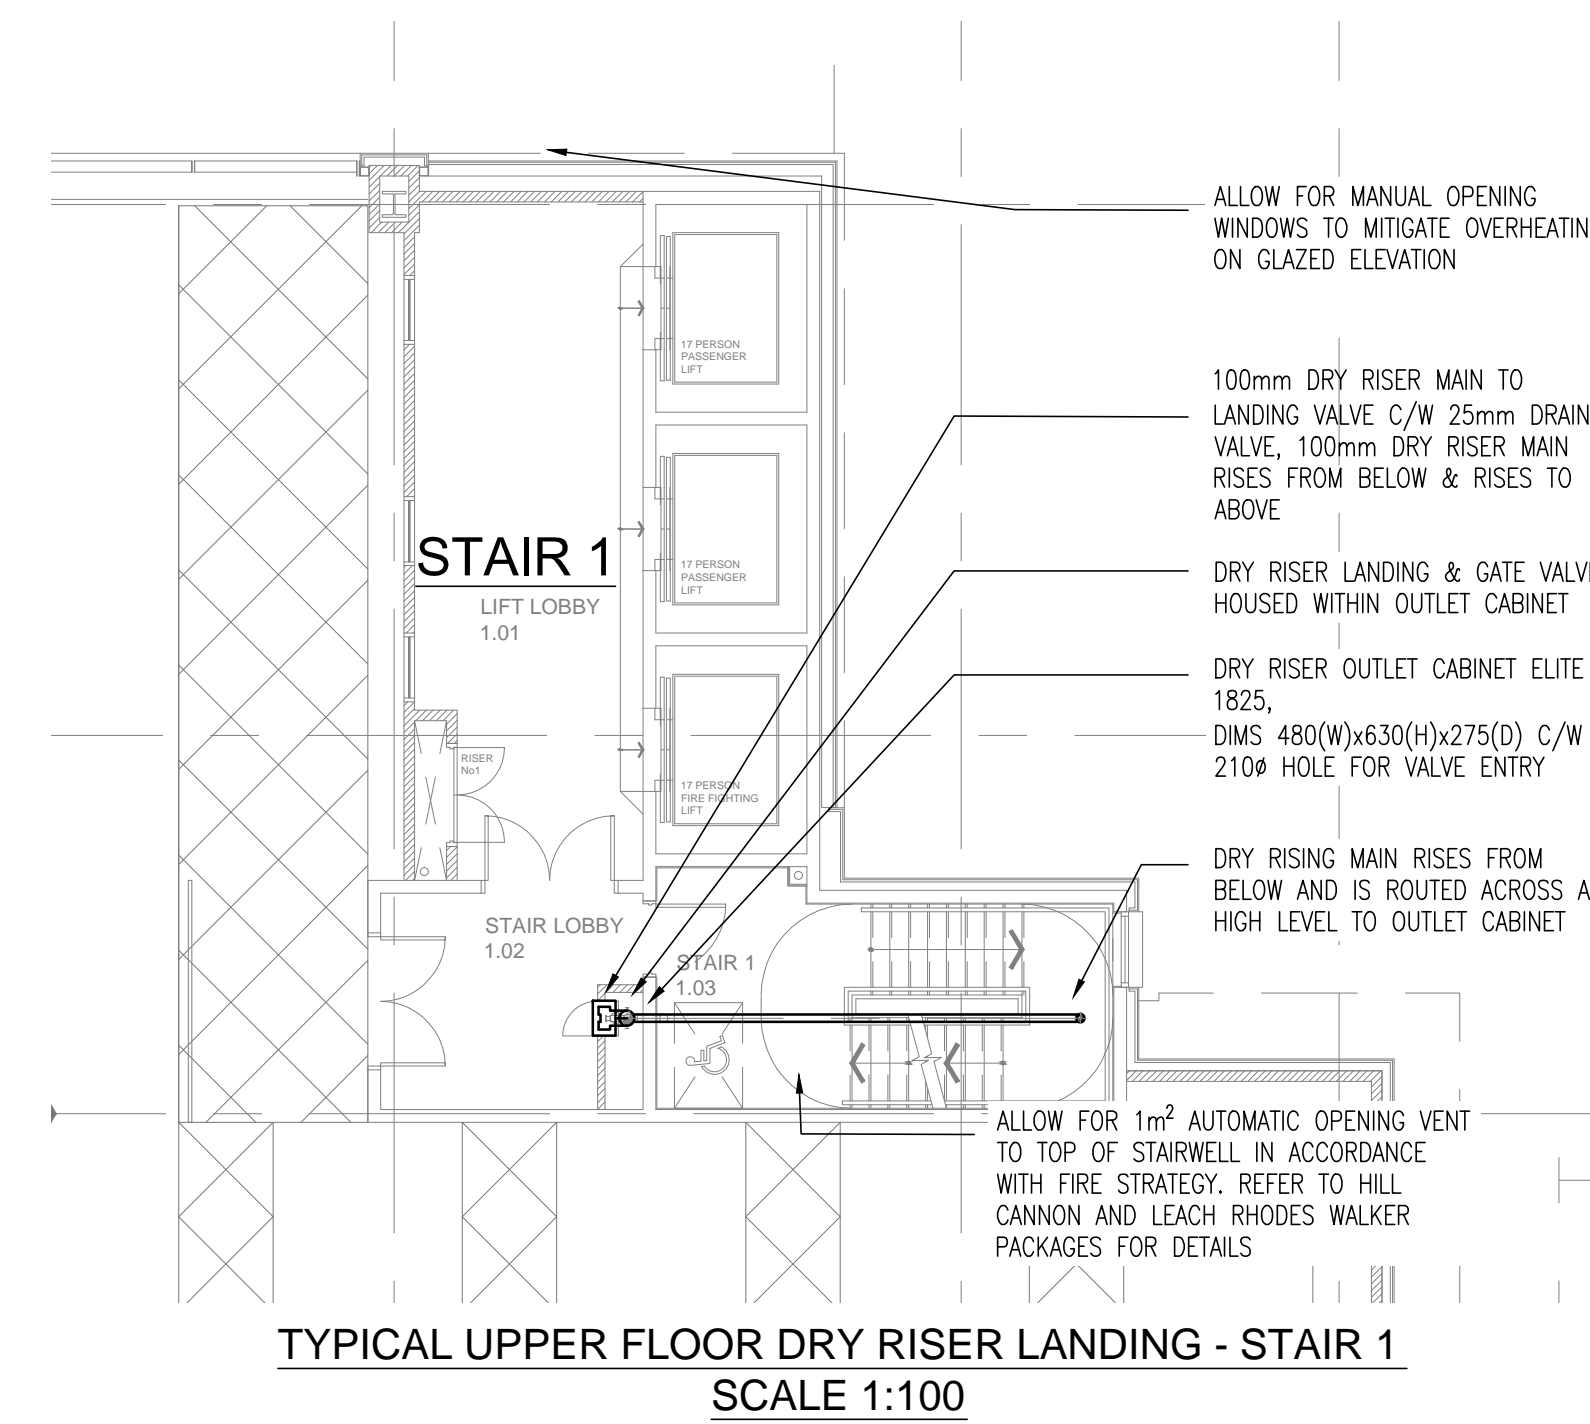 ALLOW FOR MANUAL OPENING
WINDOWS TO MITIGATE OVERHEATIN
ON GLAZED ELEVATION
17 PERSON
PASSENGER
LIFT
100mm DRY RISER MAIN TO
LANDING VALVE C/W 25mm DRAIN
VALVE, 100mm DRY RISER MAIN
RISES FROM BELOW & RISES TO
ABOVE
STAIR 1
LIFT LOBBY
1.01
17 PERSON
PASSENGER
LIFT
DRY RISER LANDING & GATE VALV
HOUSED WITHIN OUTLET CABINET
DRY RISER OUTLET CABINET ELITE
1825,
DIMS 480(W)x630(H)x275(D) C/W
210ø HOLE FOR VALVE ENTRY
RISER
No1
17 PERSON
FIRE FIGHTING
LIFT
DRY RISING MAIN RISES FROM
BELOW AND IS ROUTED ACROSS A
HIGH LEVEL TO OUTLET CABINET
STAIR LOBBY
1.02
STAIR 1
1.03
ALLOW FOR 1m² AUTOMATIC OPENING VENT
TO TOP OF STAIRWELL IN ACCORDANCE
WITH FIRE STRATEGY. REFER TO HILL
CANNON AND LEACH RHODES WALKER
PACKAGES FOR DETAILS
TYPICAL UPPER FLOOR DRY RISER LANDING - STAIR 1
SCALE 1:100